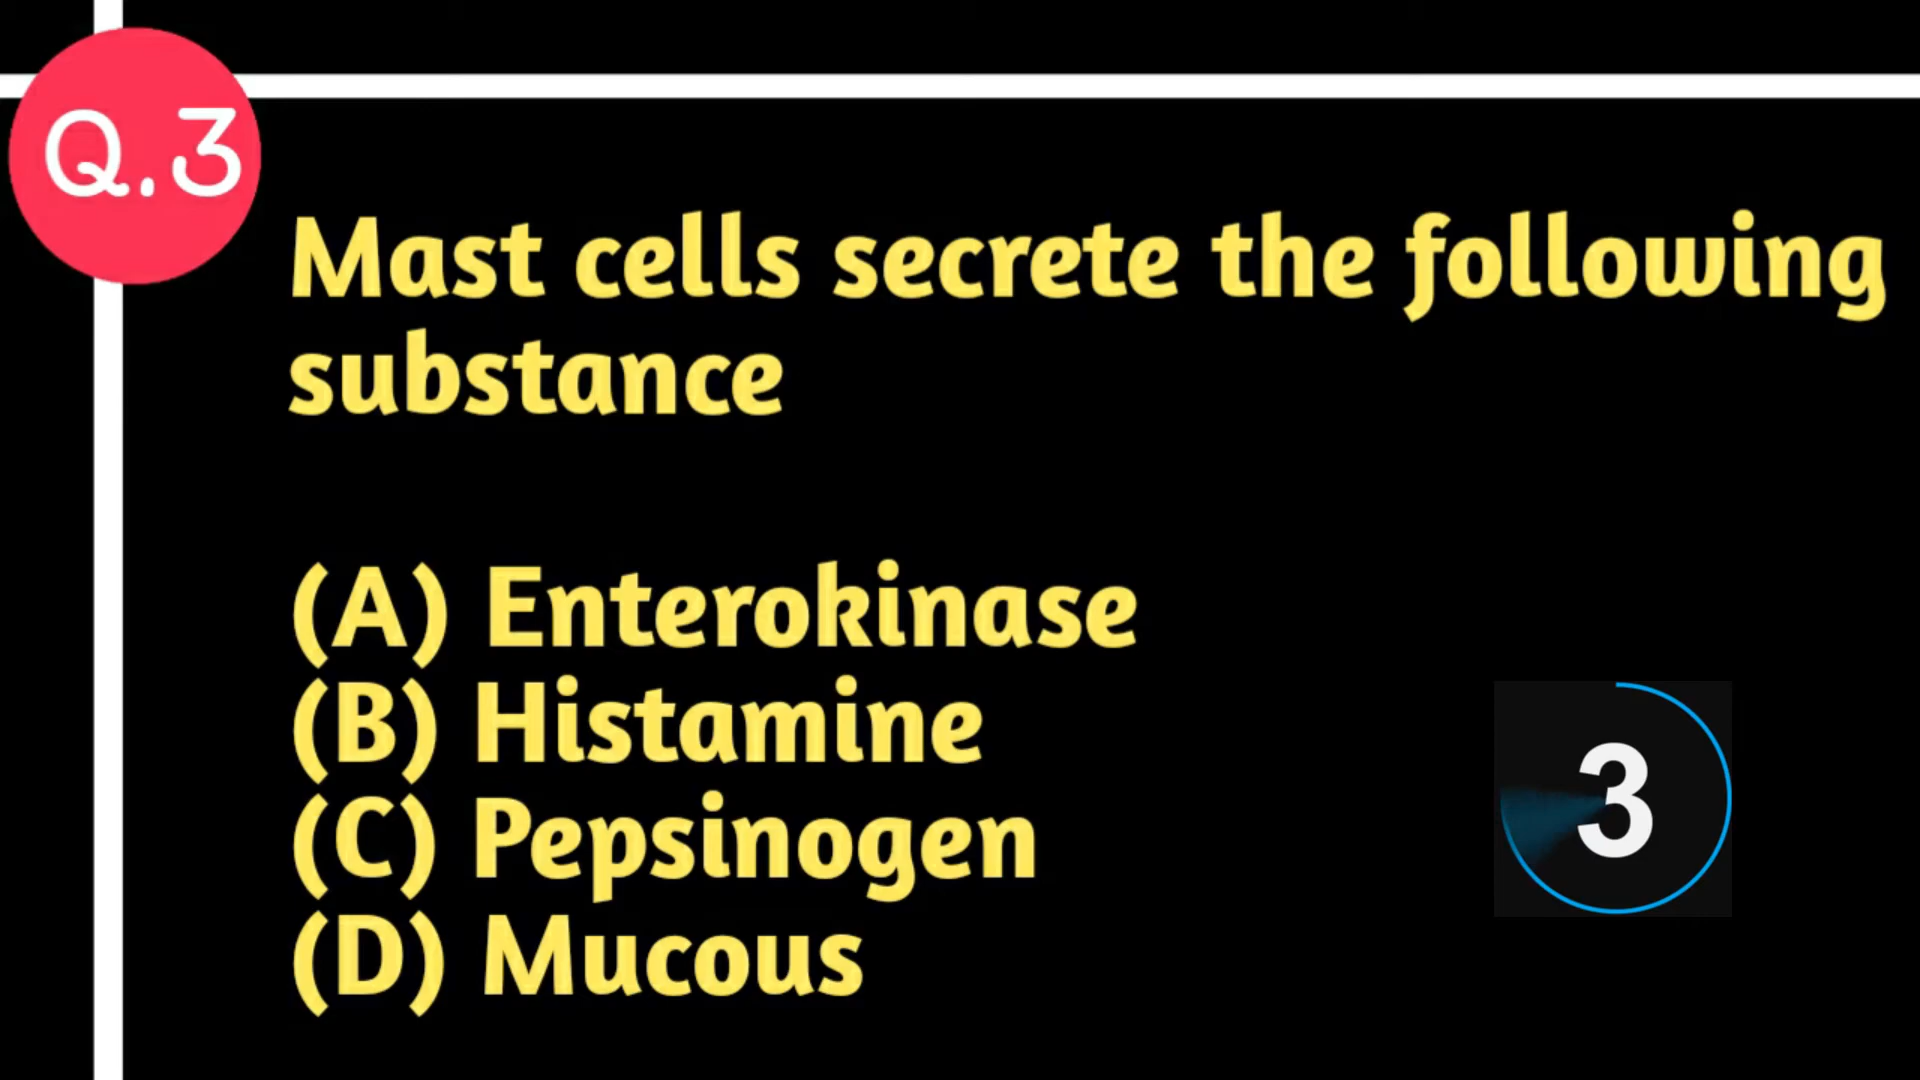 Q.3
Mast cells secrete the following
substance
(A) Enterokinase
(B) Histamine
(C) Pepsinogen
(D) Mucous
3